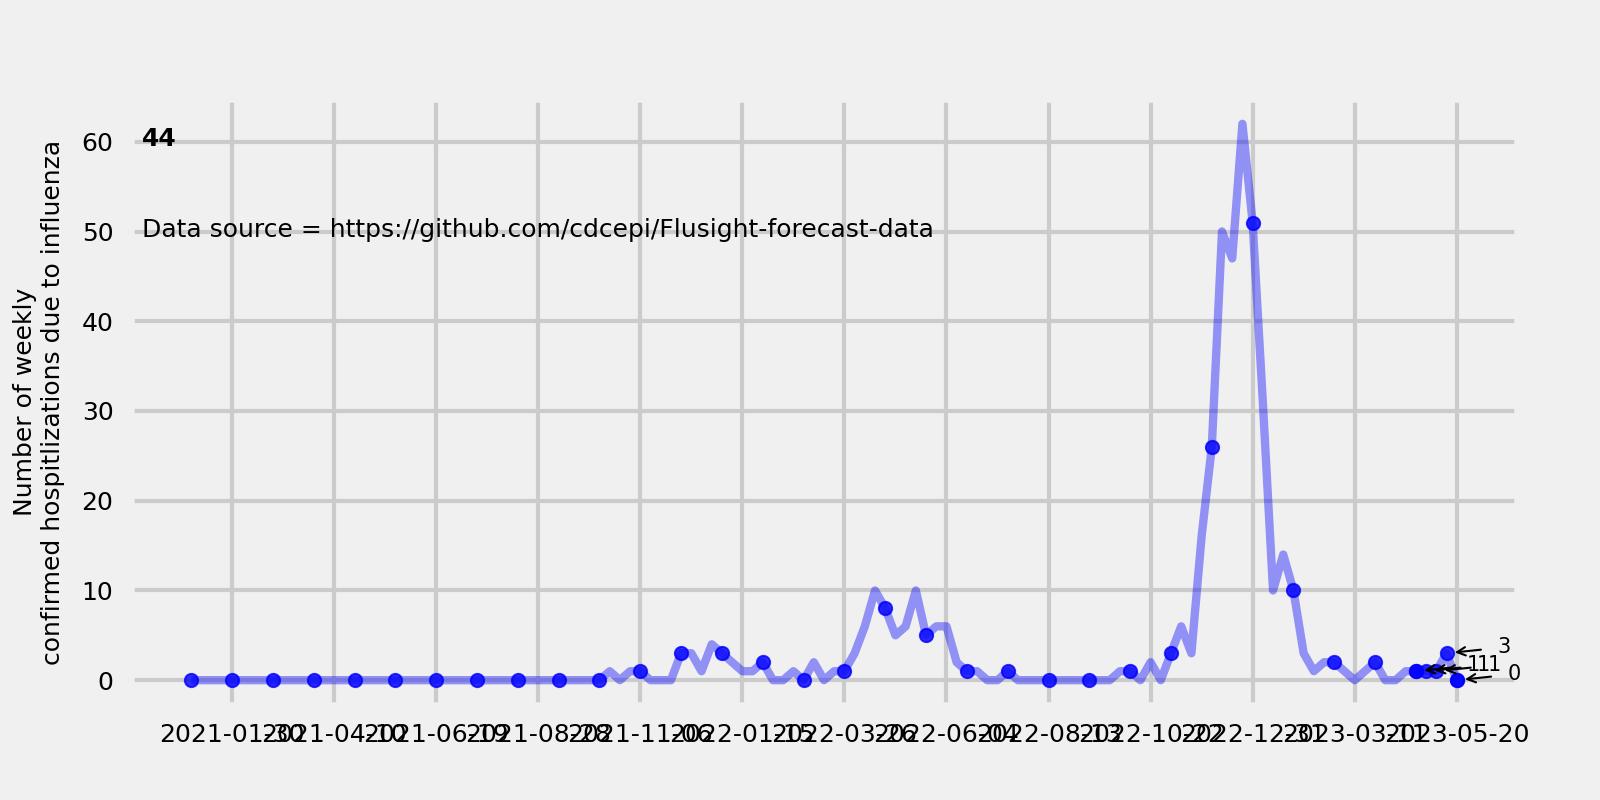 44
Data source = https://github.com/cdcepi/Flusight-forecast-data
Number of weekly
confirmed hospitlizations due to influenza
60
50
40
30
20
10
0
3
1 1 1
0
2021-01-30 2021-04-10 2021-06-19 2021-08-28 2021-11-06 2022-01-15 2022-03-26 2022-06-04 2022-08-13 2022-10-22 2022-12-31 2023-03-11 2023-05-20